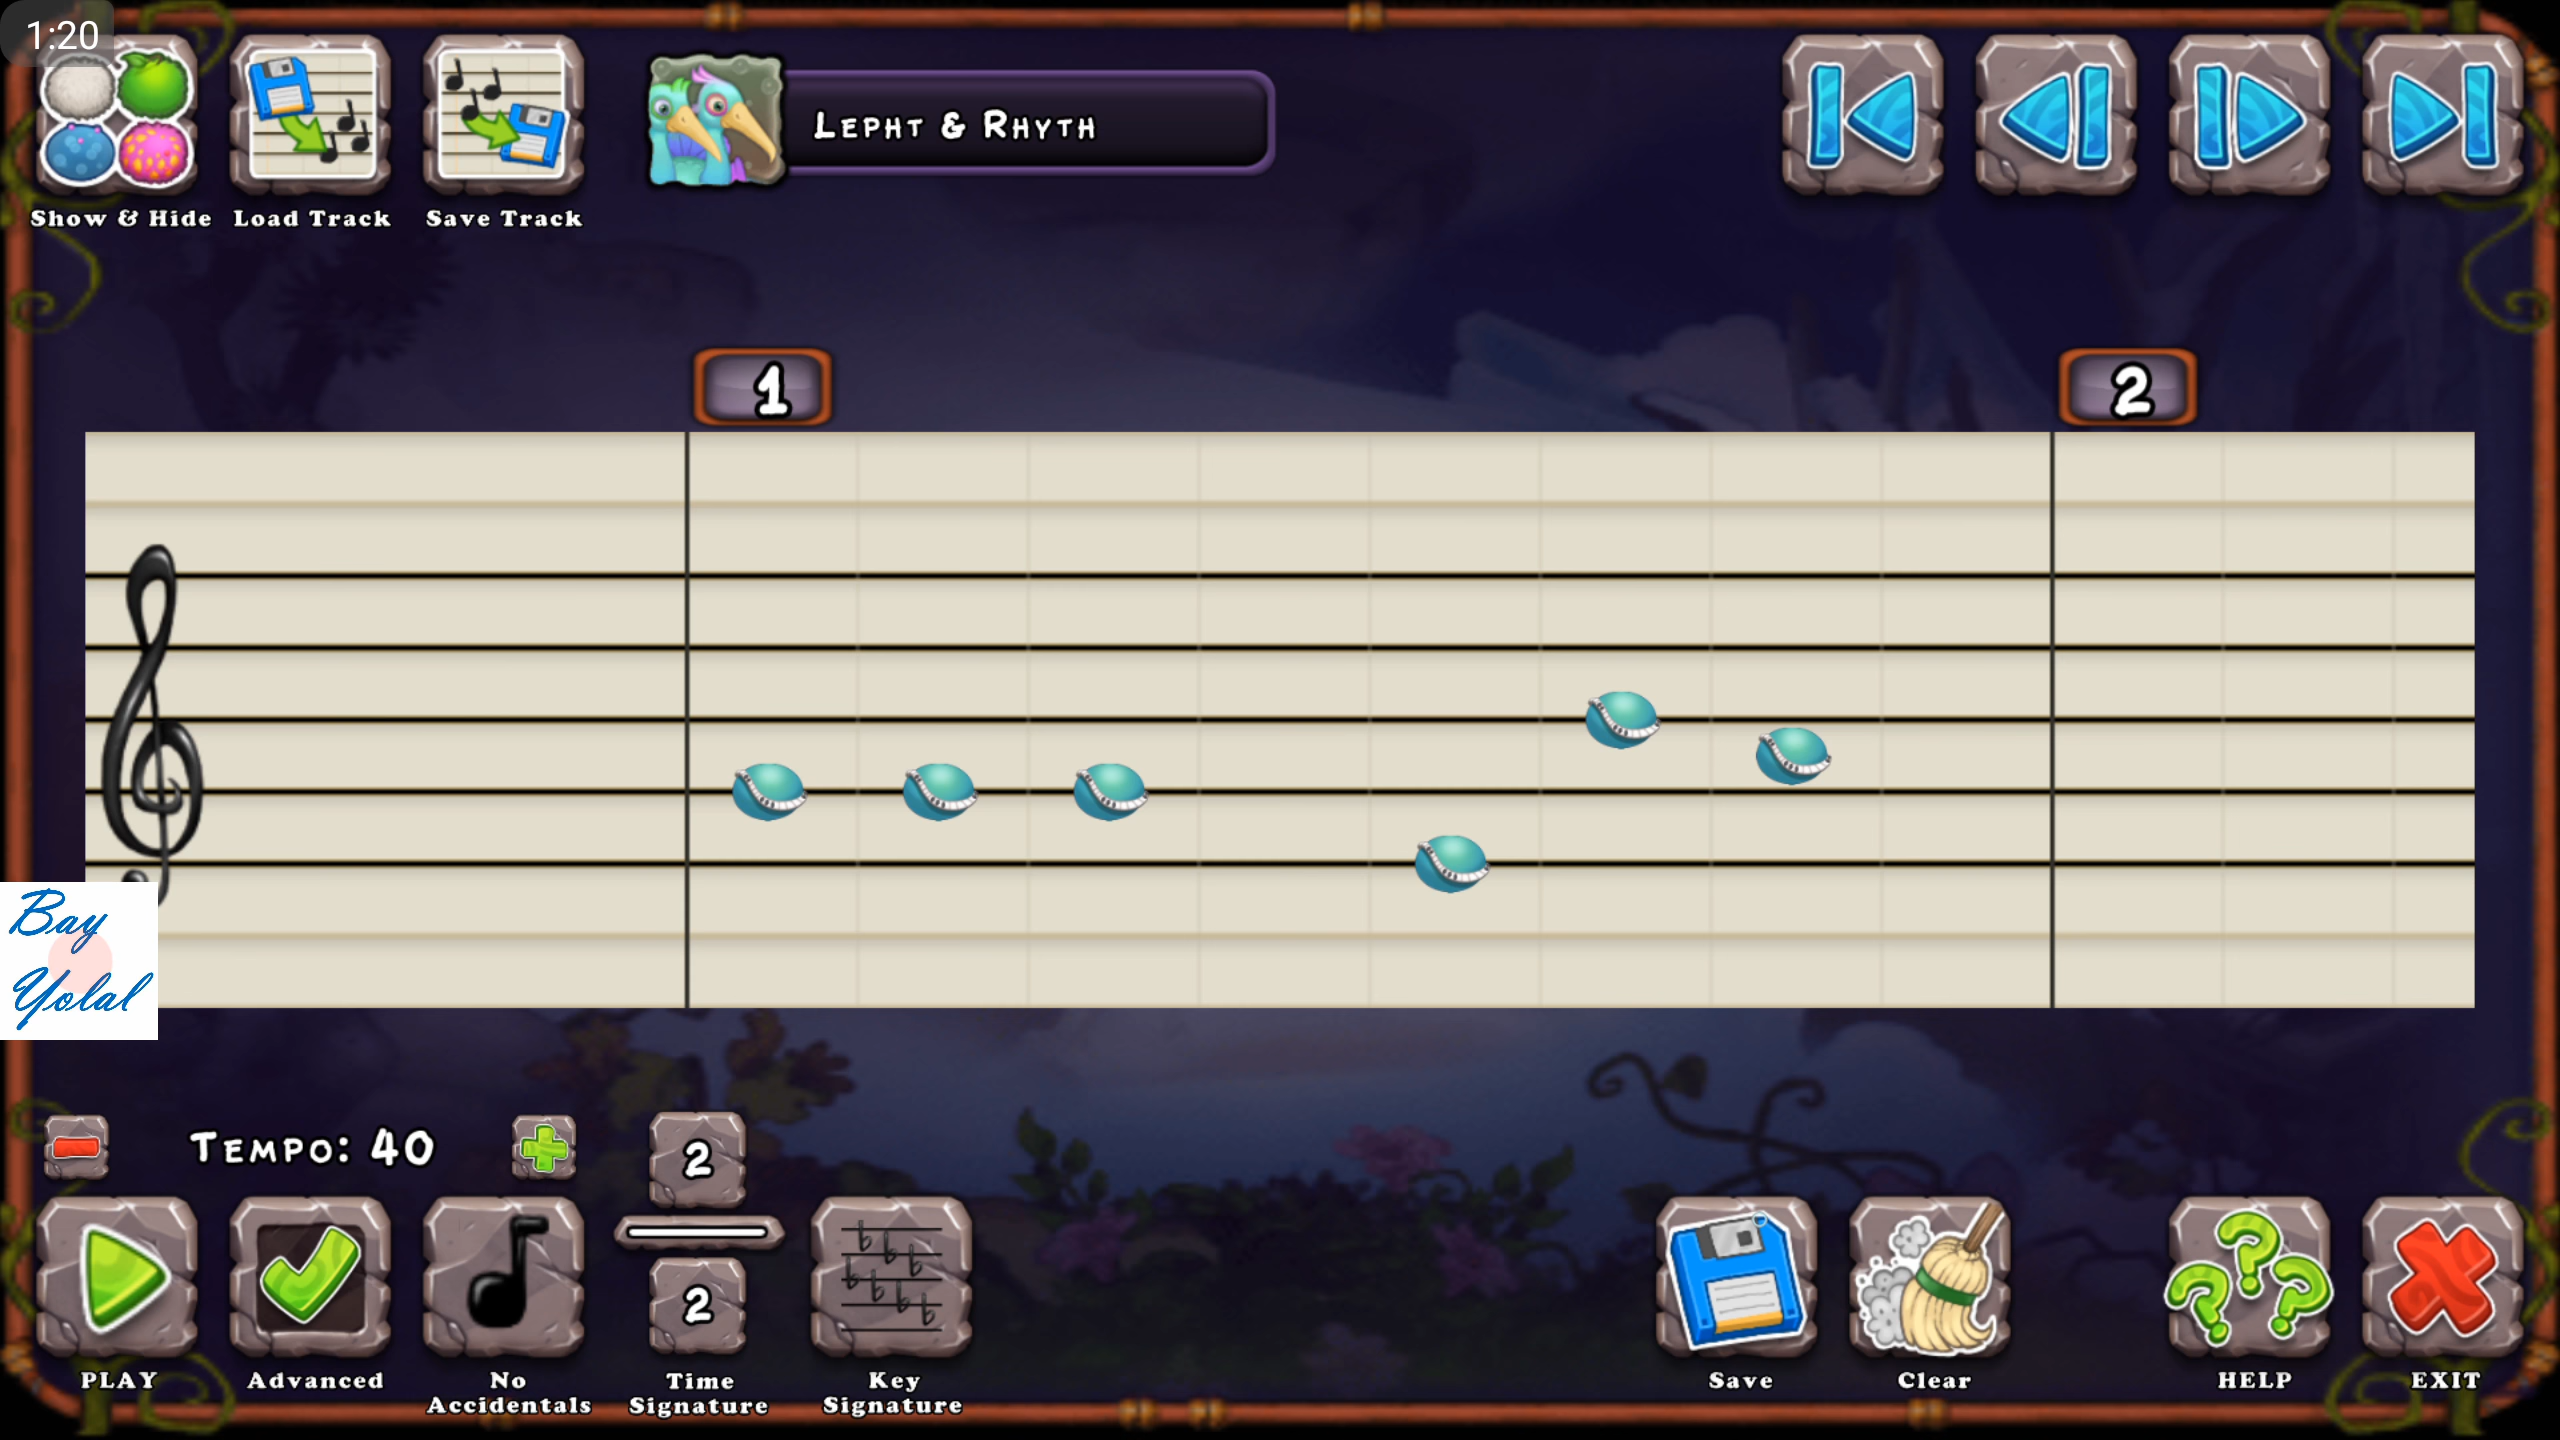 1:20
Show & Hide
Load Track
Save Track
Lepht & Rhyth
1
2
Bay
Yolal
Tempo: 40
2
2
PLAY
Advanced
No
Accidentals
Time
Signature
Key
Signature
Save
Clear
HELP
EXIT